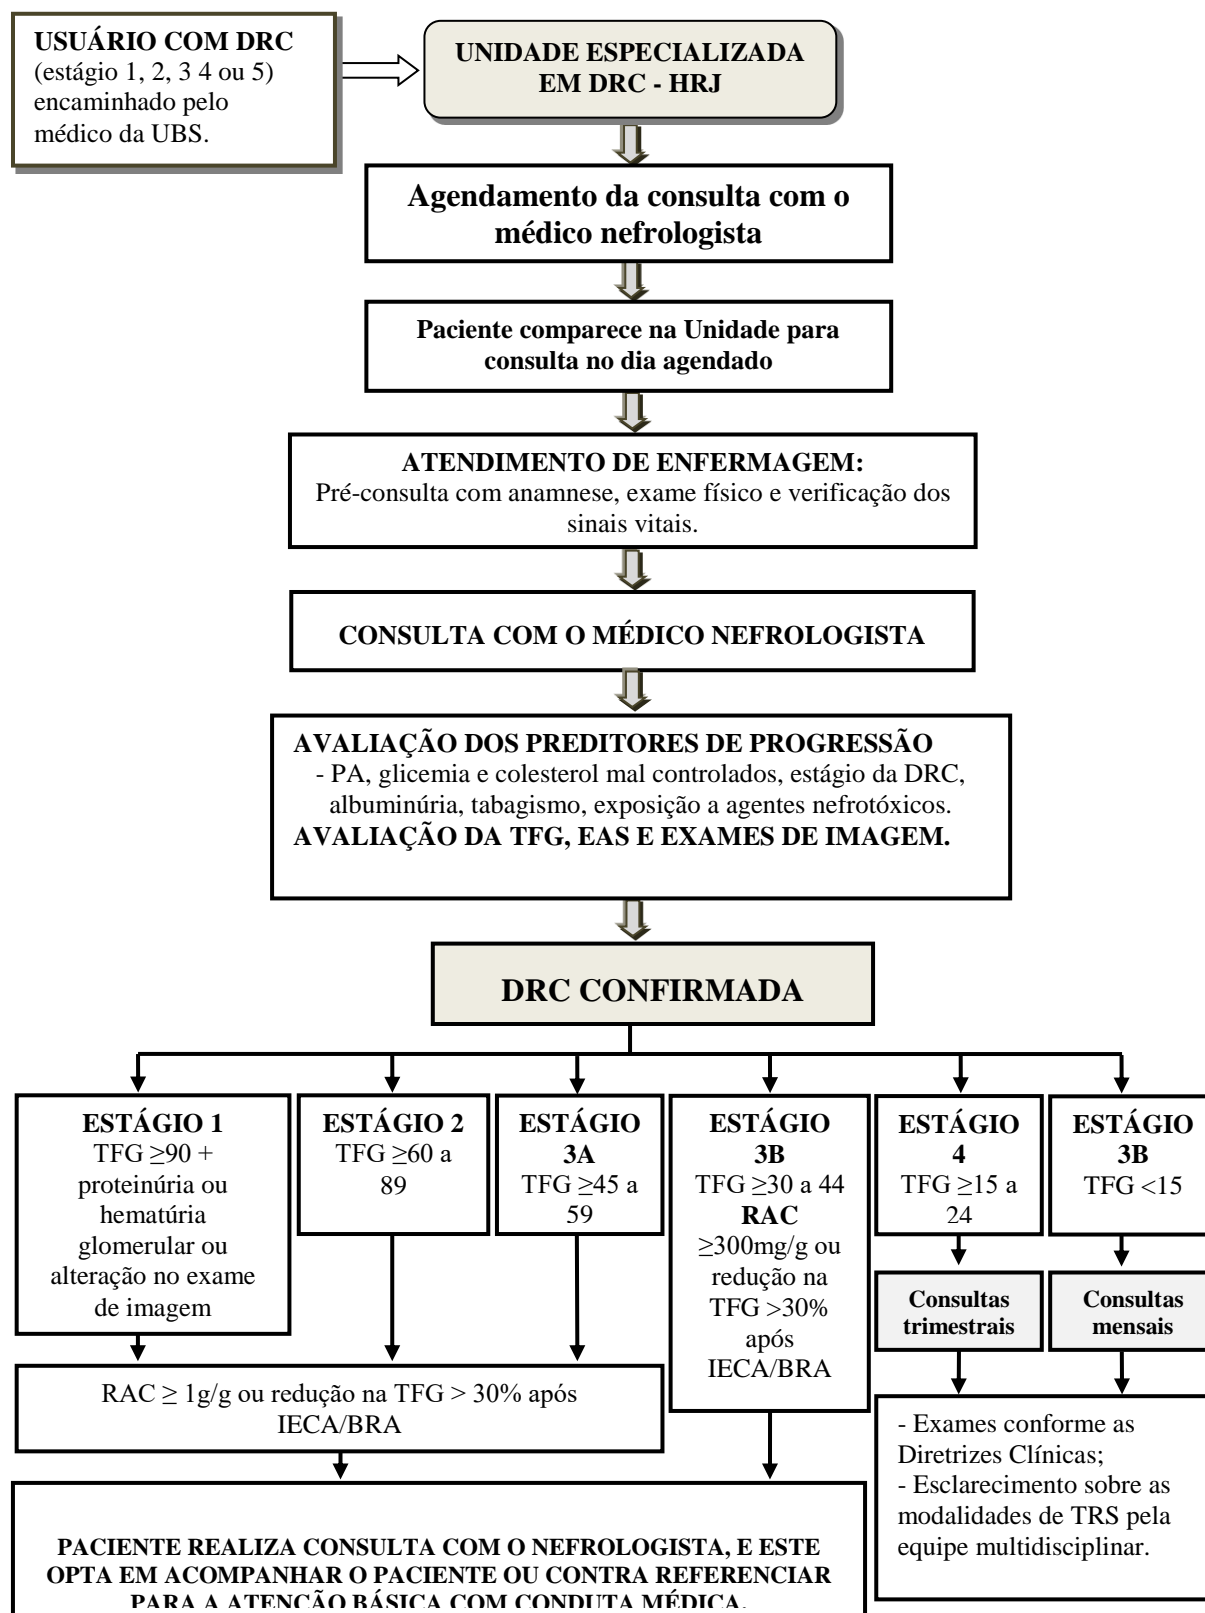 USUÁRIO COM DRC
(estágio 1, 2, 3 4 ou 5)
encaminhado pelo
médico da UBS.
UNIDADE ESPECIALIZADA
EM DRC - HRJ
Agendamento da consulta com o
médico nefrologista
Paciente comparece na Unidade para
consulta no dia agendado
ATENDIMENTO DE ENFERMAGEM:
Pré-consulta com anamnese, exame físico e verificação dos
sinais vitais.
CONSULTA COM O MÉDICO NEFROLOGISTA
AVALIAÇÃO DOS PREDITORES DE PROGRESSÃO
- PA, glicemia e colesterol mal controlados, estágio da DRC,
albuminúria, tabagismo, exposição a agentes nefrotóxicos.
AVALIAÇÃO DA TFG, EAS E EXAMES DE IMAGEM.
DRC CONFIRMADA
ESTÁGIO 1
TFG ≥90 +
proteinúria ou
hematúria
glomerular ou
alteração no exame
de imagem
ESTÁGIO 2
TFG ≥60 a
89
ESTÁGIO
3A
TFG ≥45 a
59
ESTÁGIO
3B
TFG ≥30 a 44
RAC
≥300mg/g ou
redução na
TFG >30%
após
IECA/BRA
ESTÁGIO
4
TFG ≥15 a
24
ESTÁGIO
3B
TFG <15
Consultas
trimestrais
Consultas
mensais
RAC ≥ 1g/g ou redução na TFG > 30% após
IECA/BRA
- Exames conforme as
Diretrizes Clínicas;
- Esclarecimento sobre as
modalidades de TRS pela
equipe multidisciplinar.
PACIENTE REALIZA CONSULTA COM O NEFROLOGISTA, E ESTE
OPTA EM ACOMPANHAR O PACIENTE OU CONTRA REFERENCIAR
PARA A ATENÇÃO BÁSICA COM CONDUTA MÉDICA.